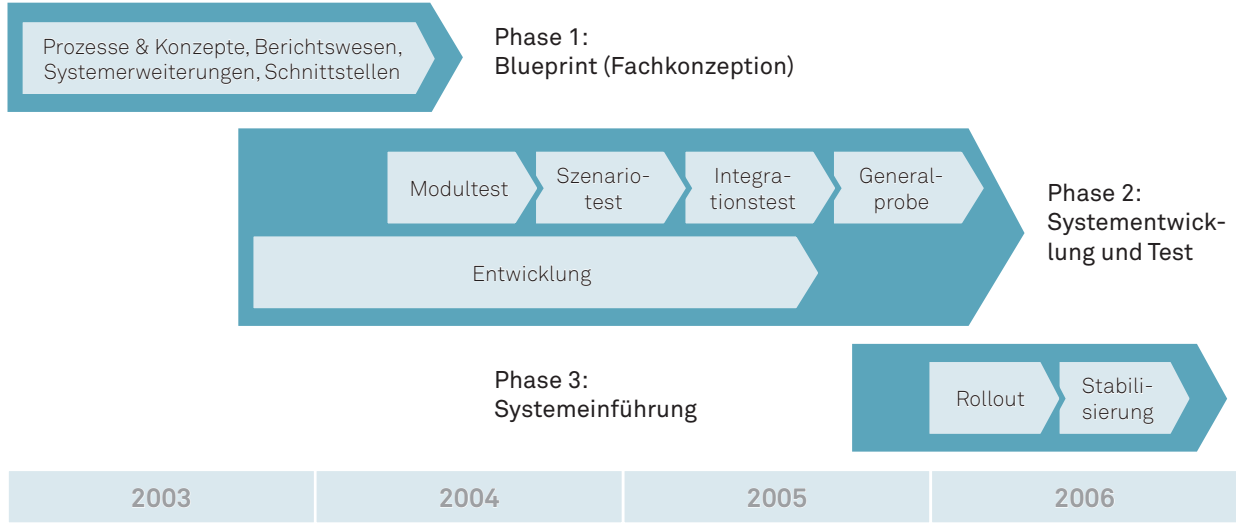 Prozesse & Konzepte, Berichtswesen,
Systemerweiterungen, Schnittstellen
Phase 1:
Blueprint (Fachkonzeption)
Modultest
Szenario-
test
Integra-
tionstest
General-
probe
Entwicklung
Phase 2:
Systementwick-
lung und Test
Phase 3:
Systemeinführung
Rollout
Stabili-
sierung
2003
2004
2005
2006